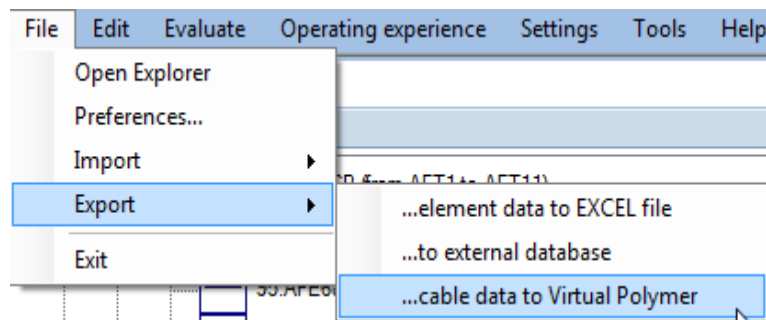 File Edit Evaluate Operating experience Settings Tools Help
Open Explorer
Preferences...
Import
Export
...element data to EXCEL file
...to external database
Exit
...cable data to Virtual Polymer